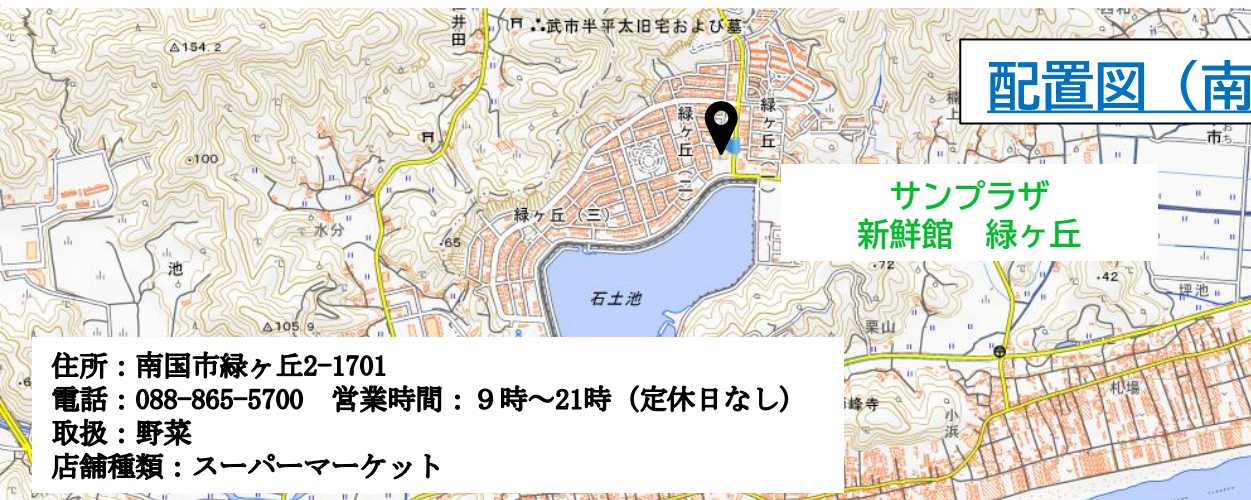 井
田
武市半平太旧宅および墓
154.2
配置図（南
緑
ヶ
丘
緑
ヶ
丘
(二)
100
市
サンプラザ
新鮮館　緑ヶ丘
緑ヶ丘(三)
水分
65
池
72
42
坪池
石土池
105.9
栗山
住所：南国市緑ヶ丘2-1701
電話：088-865-5700　営業時間：９時～21時（定休日なし）
取扱：野菜
店舗種類：スーパーマーケット
峰寺
小
浜
札場